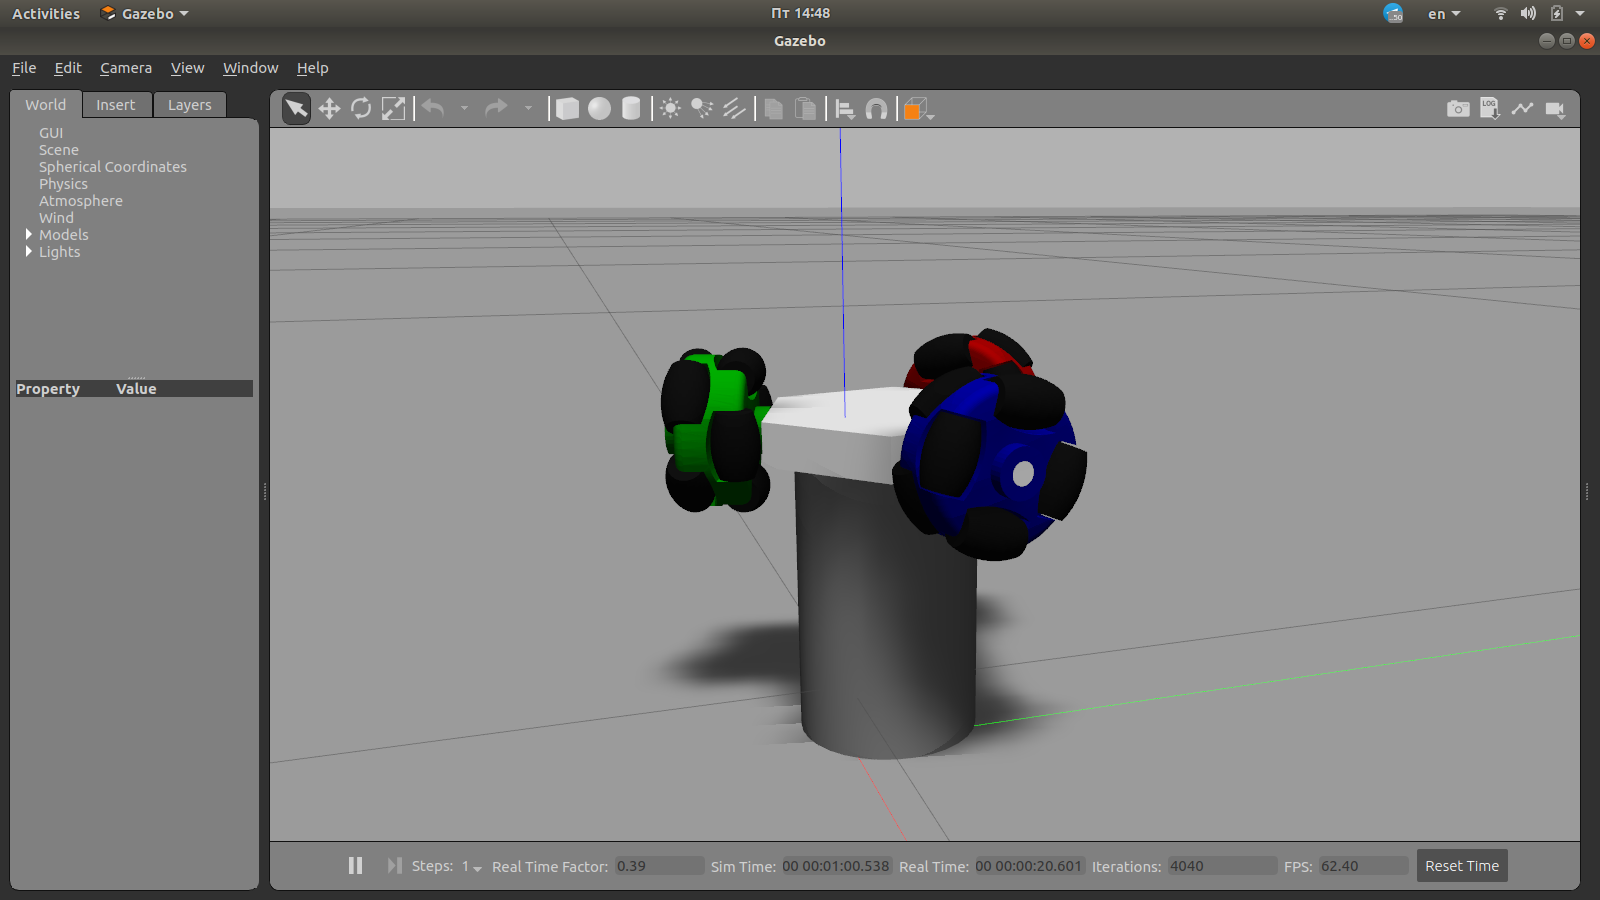 Activities Gazebo Пт 14:48 50 en
Gazebo
File Edit Camera View Window Help
World Insert Layers
LOG
GUI
Scene
Spherical Coordinates
Physics
Atmosphere
Wind
Models
Lights
Property Value
Steps: 1 Real Time Factor: 0.39 Sim Time: 00 00:01:00.538 Real Time: 00 00:00:20.601 Iterations: 4040 FPS: 62.40 Reset Time